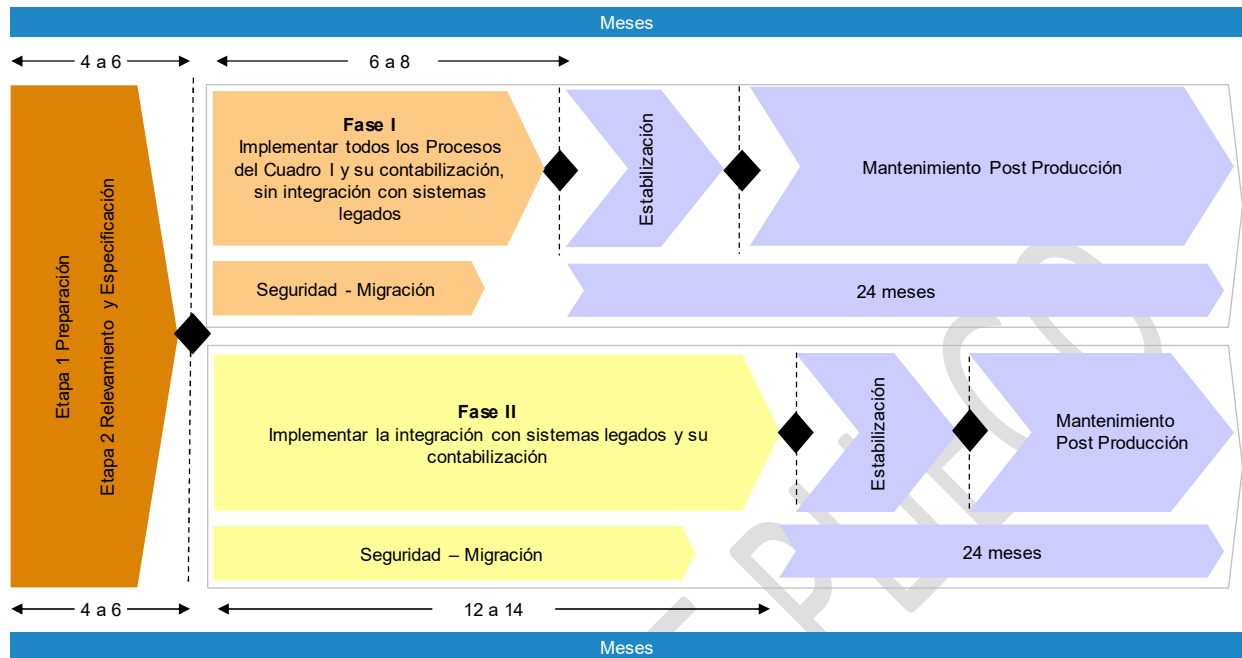 Meses
4 a 6
6 a 8
Etapa 1 Preparación
Etapa 2 Relevamiento y Especificación
Fase I
Implementar todos los Procesos
del Cuadro I y su contabilización,
sin integración con sistemas
legados
Estabilización
Mantenimiento Post Producción
Seguridad - Migración
24 meses
Fase II
Implementar la integración con sistemas legados y su
contabilización
Estabilización
Mantenimiento
Post Producción
Seguridad – Migración
24 meses
4 a 6
12 a 14
Meses